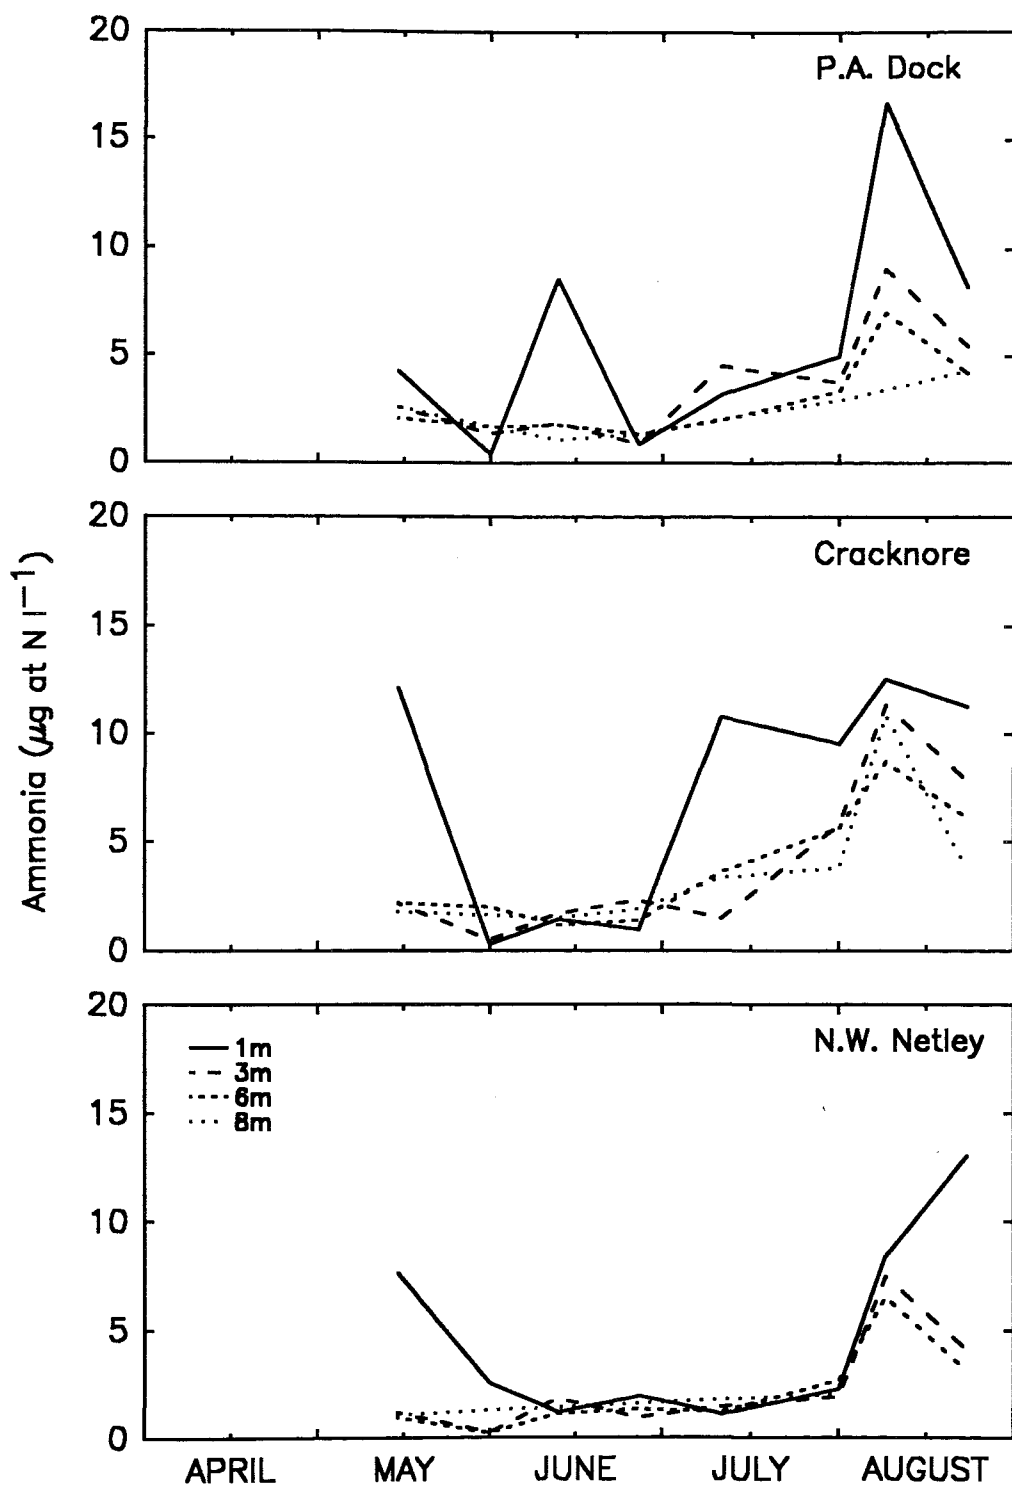 20
P.A. Dock
15
10
5
0
20
Cracknore
15
10
5
0
Ammonia (μg at N l⁻¹)
20
N.W. Netley
1m
3m
6m
8m
15
10
5
0
APRIL MAY JUNE JULY AUGUST